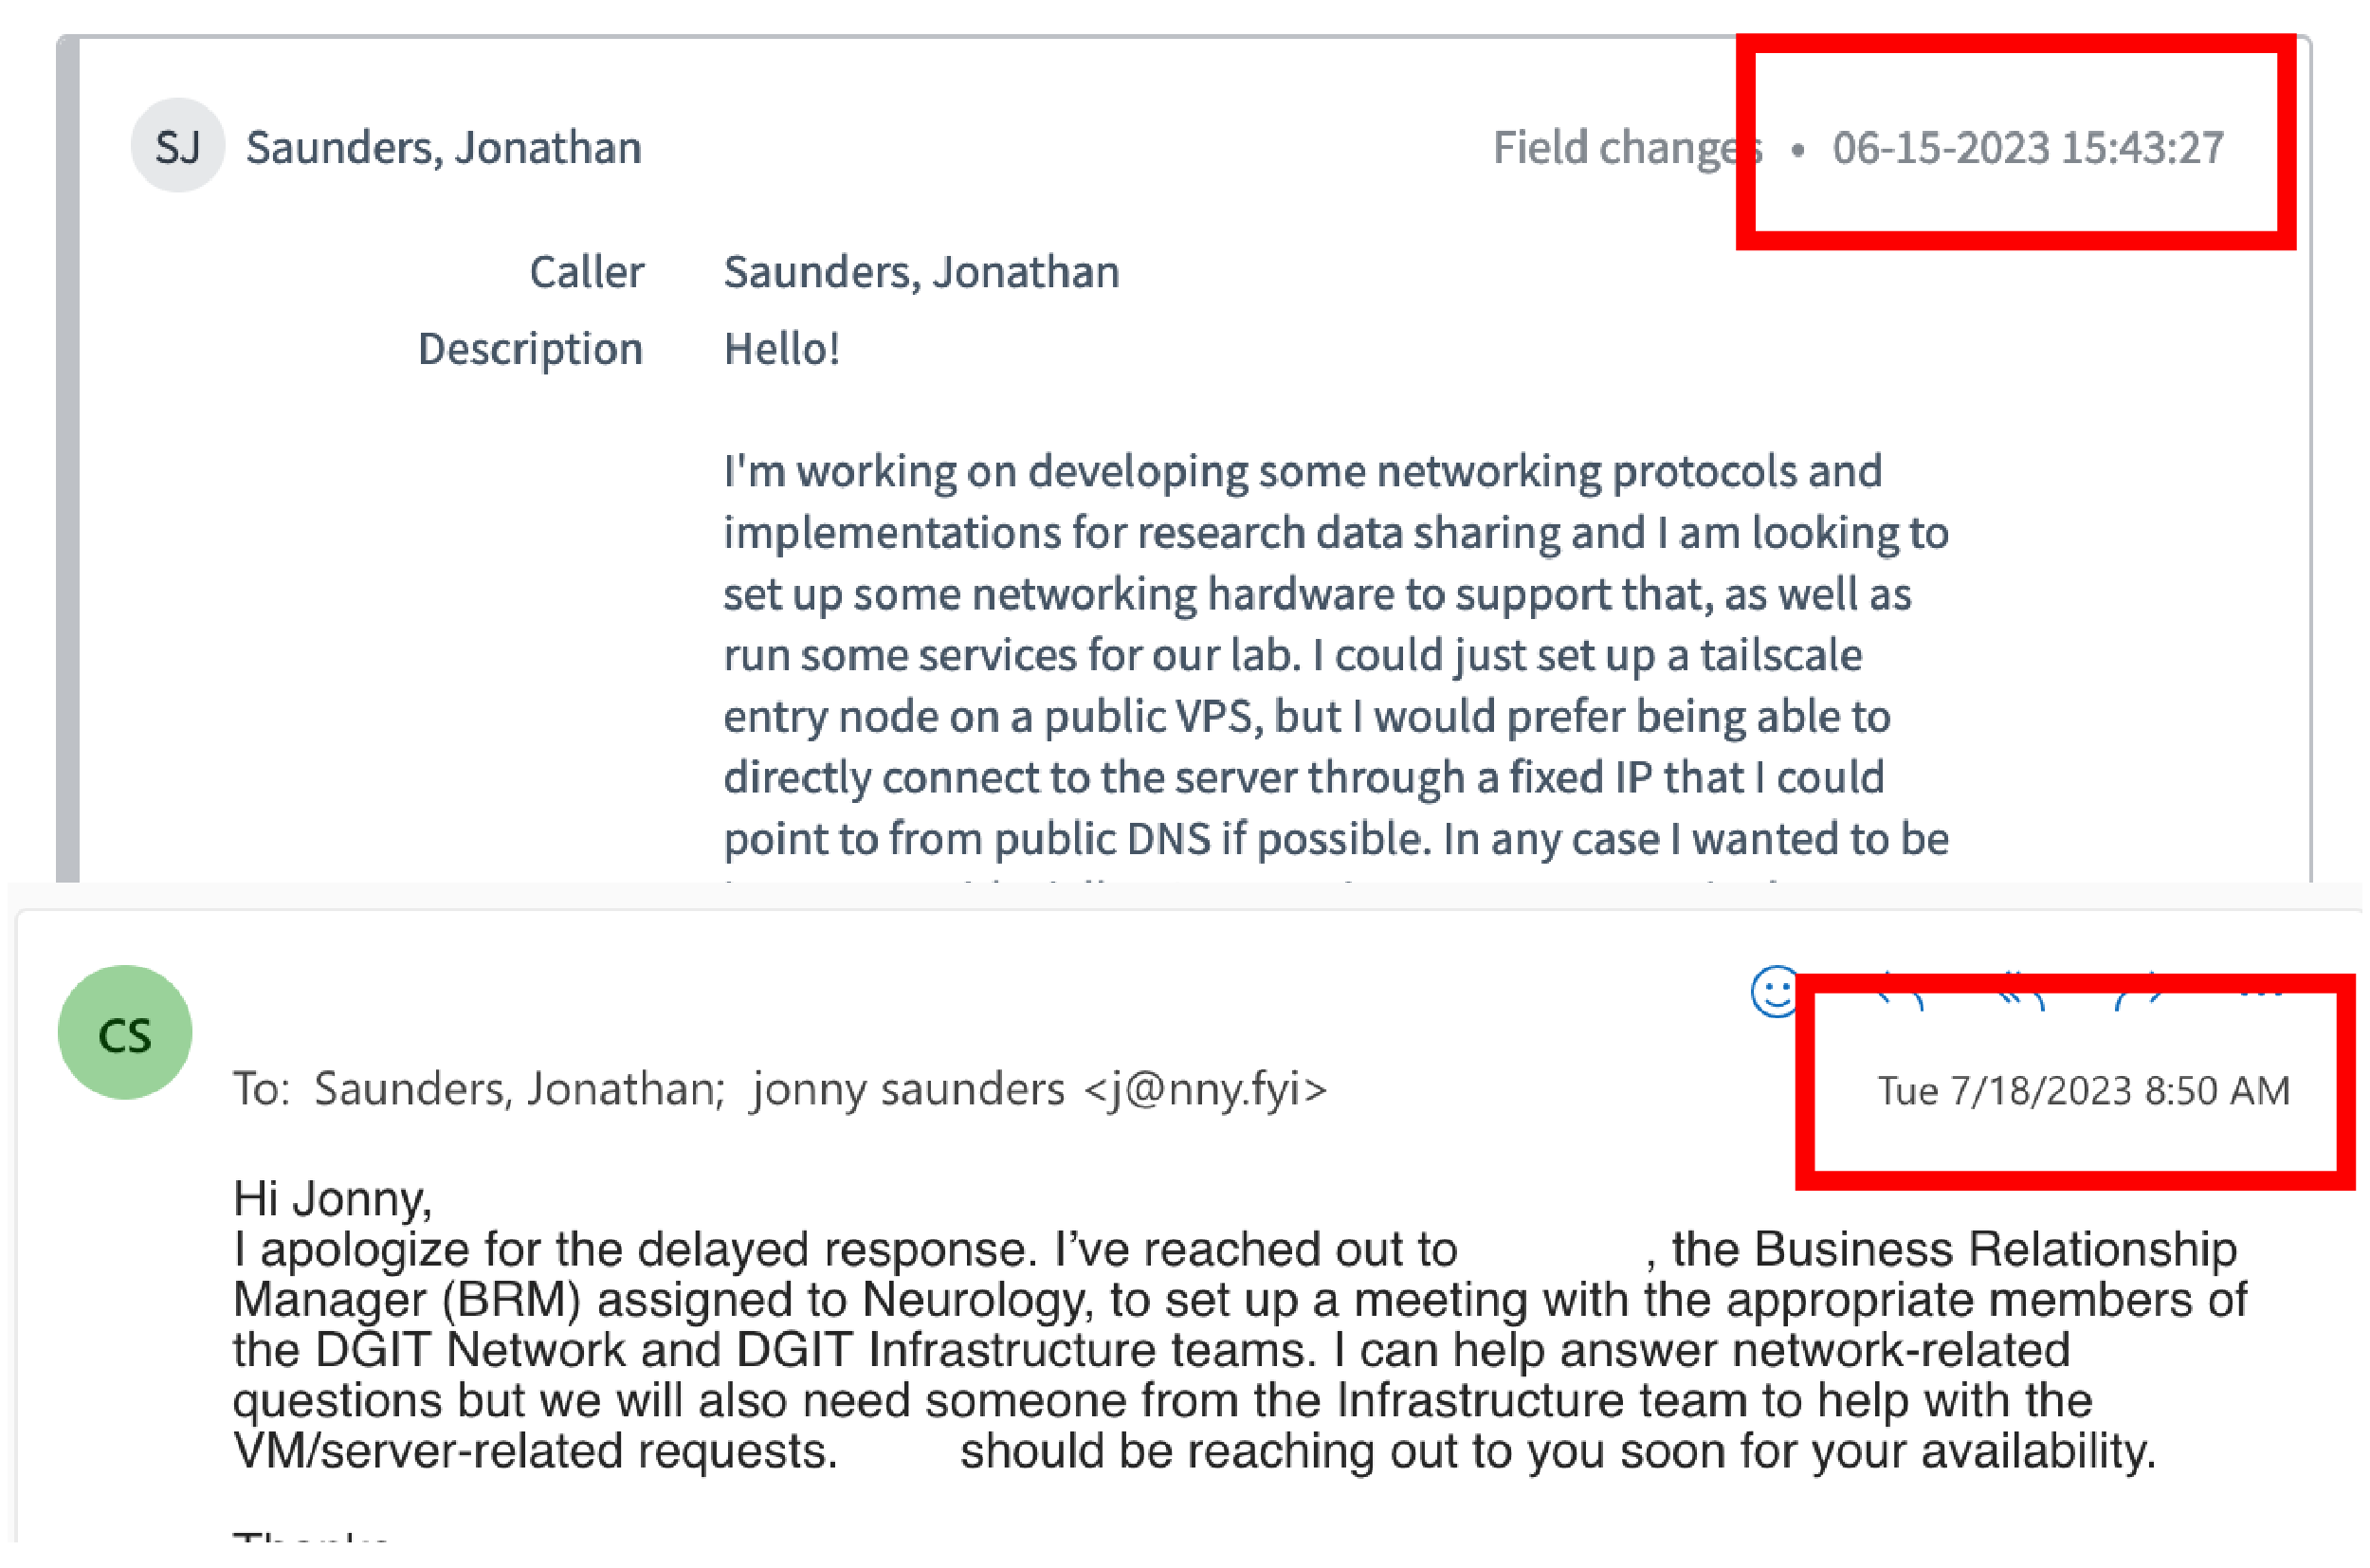 SJ Saunders, Jonathan Field changes • 06-15-2023 15:43:27
Caller Saunders, Jonathan
Description Hello!
I'm working on developing some networking protocols and
implementations for research data sharing and I am looking to
set up some networking hardware to support that, as well as
run some services for our lab. I could just set up a tailscale
entry node on a public VPS, but I would prefer being able to
directly connect to the server through a fixed IP that I could
point to from public DNS if possible. In any case I wanted to be
CS
To: Saunders, Jonathan; jonny saunders <j@nny.fyi> Tue 7/18/2023 8:50 AM
Hi Jonny,
I apologize for the delayed response. I’ve reached out to , the Business Relationship
Manager (BRM) assigned to Neurology, to set up a meeting with the appropriate members of
the DGIT Network and DGIT Infrastructure teams. I can help answer network-related
questions but we will also need someone from the Infrastructure team to help with the
VM/server-related requests. should be reaching out to you soon for your availability.